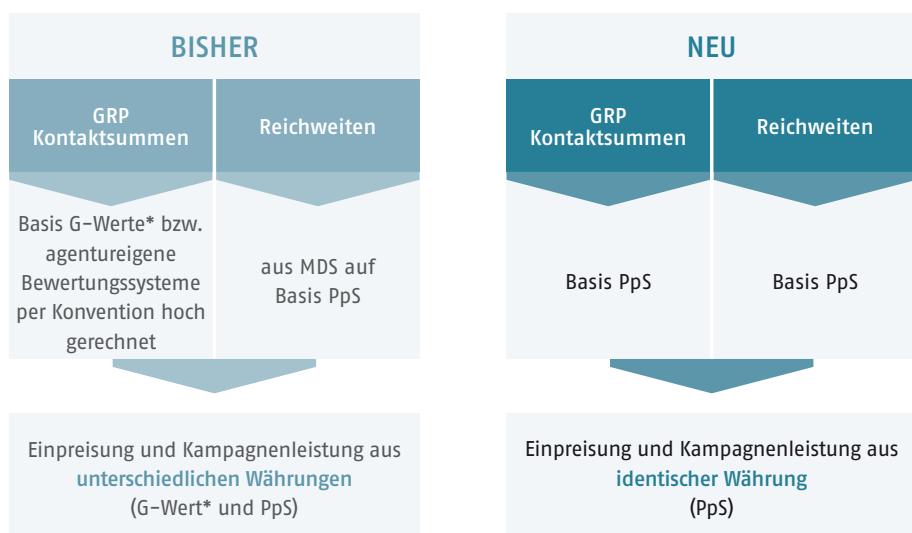 BISHER
GRP
Kontaktsummen
Reichweiten
Basis G-Werte* bzw.
agentureigene
Bewertungssysteme
per Konvention hoch
gerechnet
aus MDS auf
Basis PpS
Einpreisung und Kampagnenleistung aus
unterschiedlichen Währungen
(G-Wert* und PpS)
NEU
GRP
Kontaktsummen
Reichweiten
Basis PpS
Basis PpS
Einpreisung und Kampagnenleistung aus
identischer Währung
(PpS)